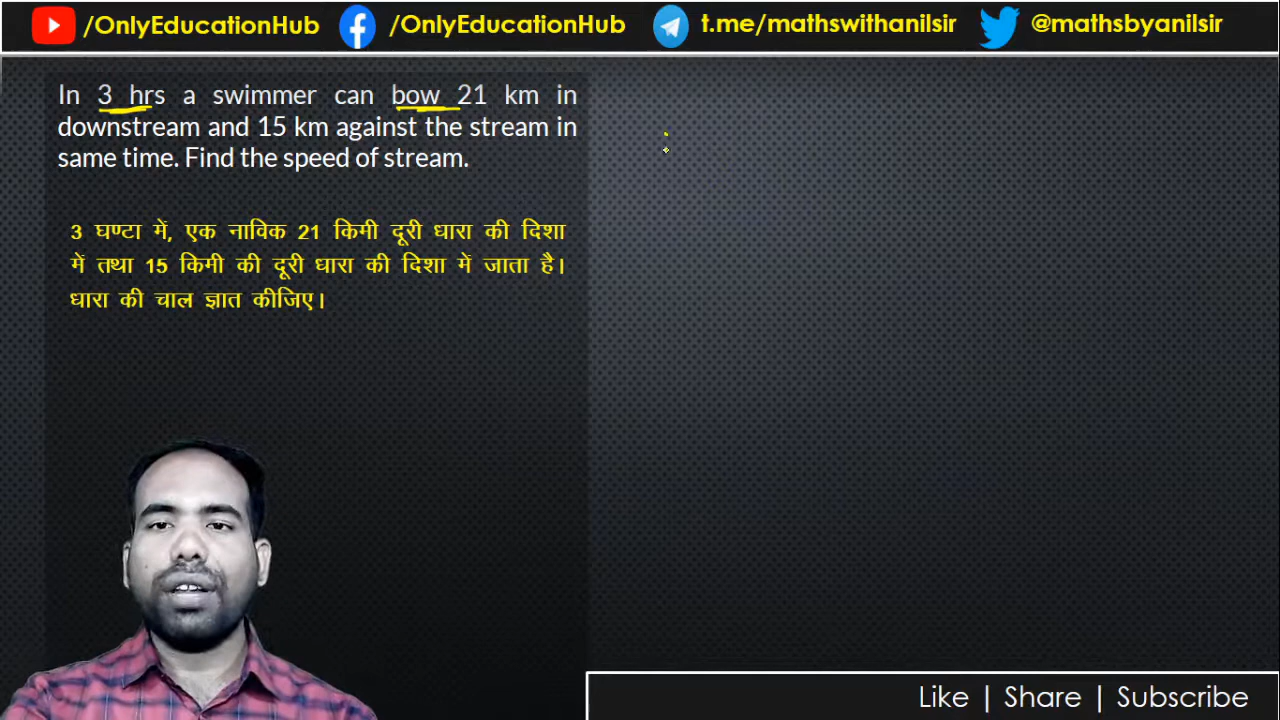 /OnlyEducationHub /OnlyEducationHub t.me/mathswithanilsir @mathsbyanilsir
In 3 hrs a swimmer can bow 21 km in
downstream and 15 km against the stream in
same time. Find the speed of stream.
3 घण्टा में, एक नाविक 21 किमी दूरी धारा की दिशा
में तथा 15 किमी की दूरी धारा की दिशा में जाता है।
धारा की चाल ज्ञात कीजिए।
Like | Share | Subscribe